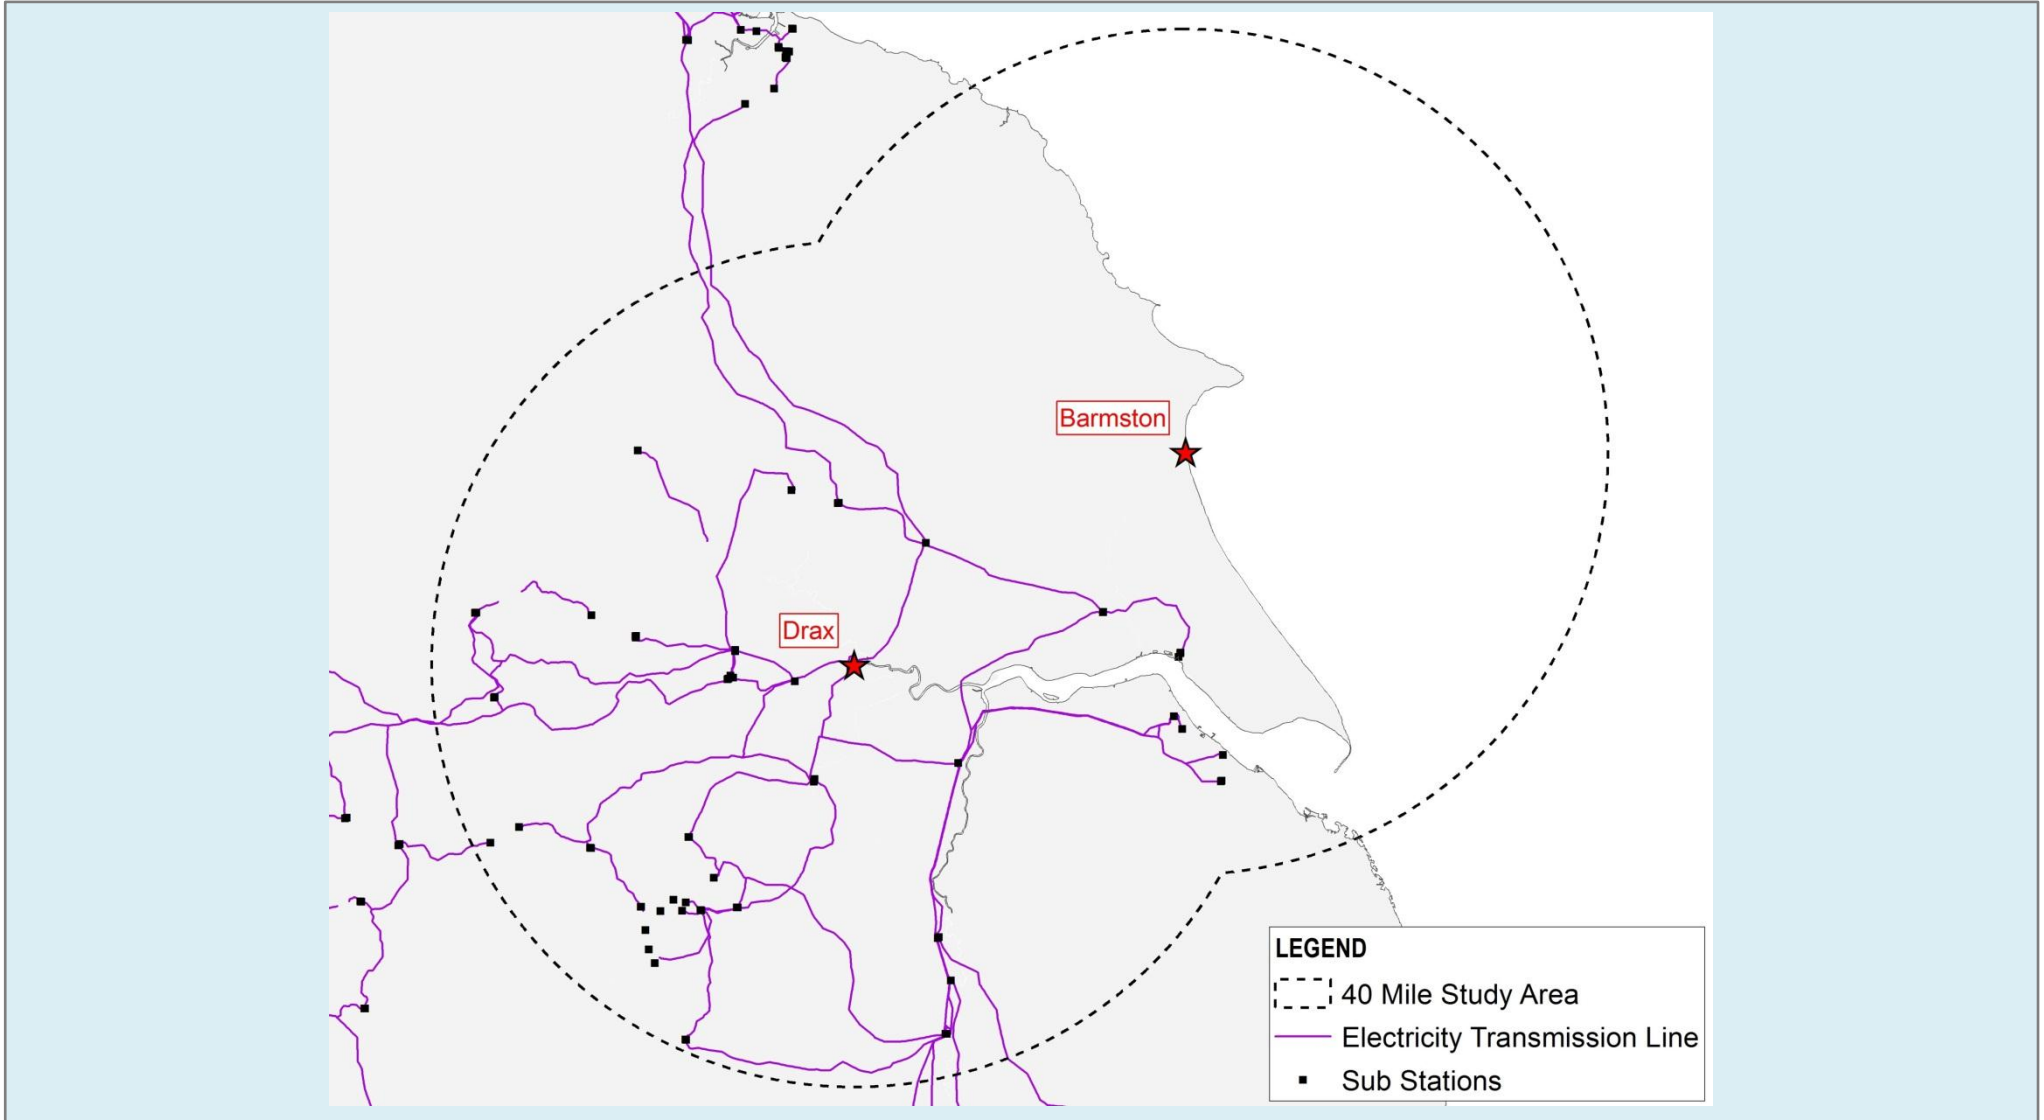 Barmston
Drax
LEGEND
40 Mile Study Area
Electricity Transmission Line
Sub Stations